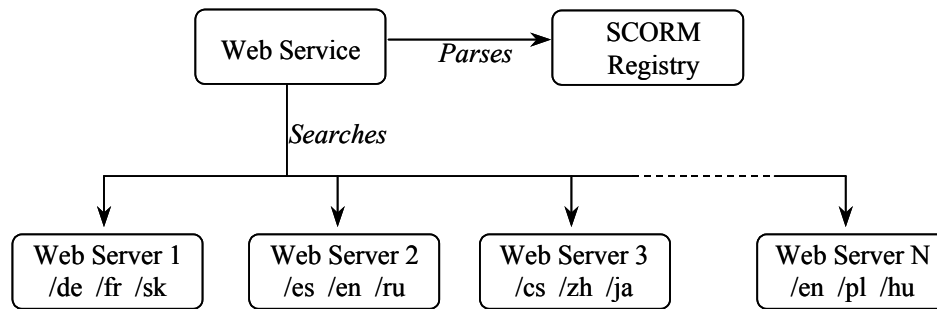 Web Service
Parses
SCORM
Registry
Searches
Web Server 1
/de /fr /sk
Web Server 2
/es /en /ru
Web Server 3
/cs /zh /ja
Web Server N
/en /pl /hu